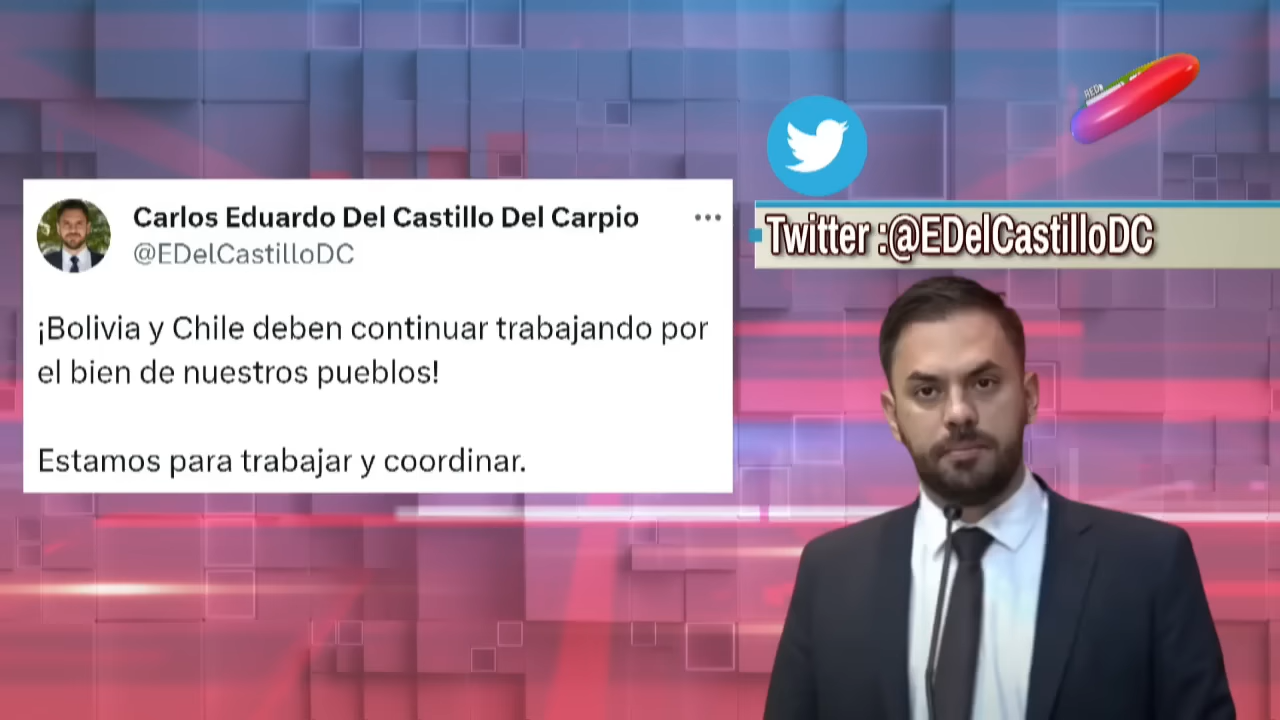 Carlos Eduardo Del Castillo Del Carpio
@EDelCastilloDC
¡Bolivia y Chile deben continuar trabajando por
el bien de nuestros pueblos!
Estamos para trabajar y coordinar.
Twitter :@EDelCastilloDC
RED